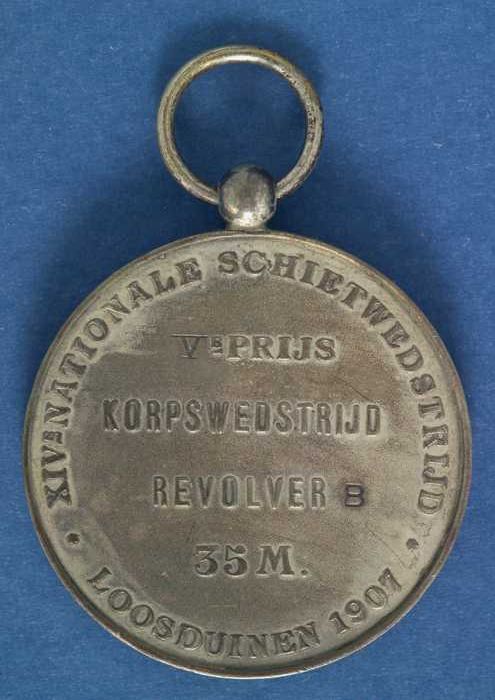 XIVE NATIONALE SCHIETWEDSTRIJD
VE PRIJS
KORPSWEDSTRIJD
REVOLVER B
35 M.
LOOSDUINEN 1907